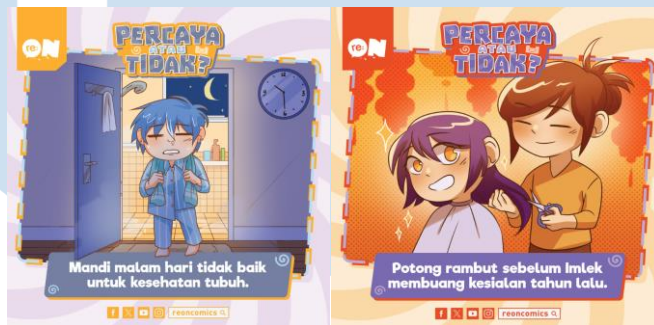 re:ON
PERCAYA
ATAU
TIDAK?
Mandi malam hari tidak baik
untuk kesehatan tubuh.
reoncomics
re:ON
PERCAYA
ATAU
TIDAK?
Potong rambut sebelum Imlek
membuang kesialan tahun lalu.
reoncomics